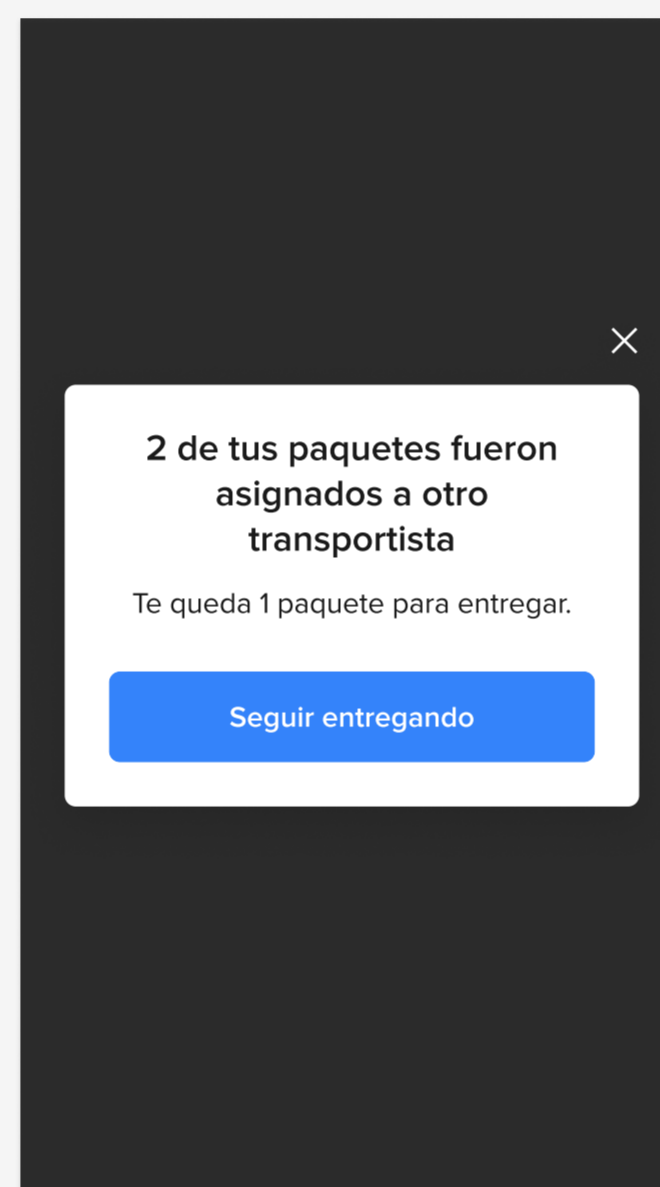 2 de tus paquetes fueron
asignados a otro
transportista
Te queda 1 paquete para entregar.
Seguir entregando